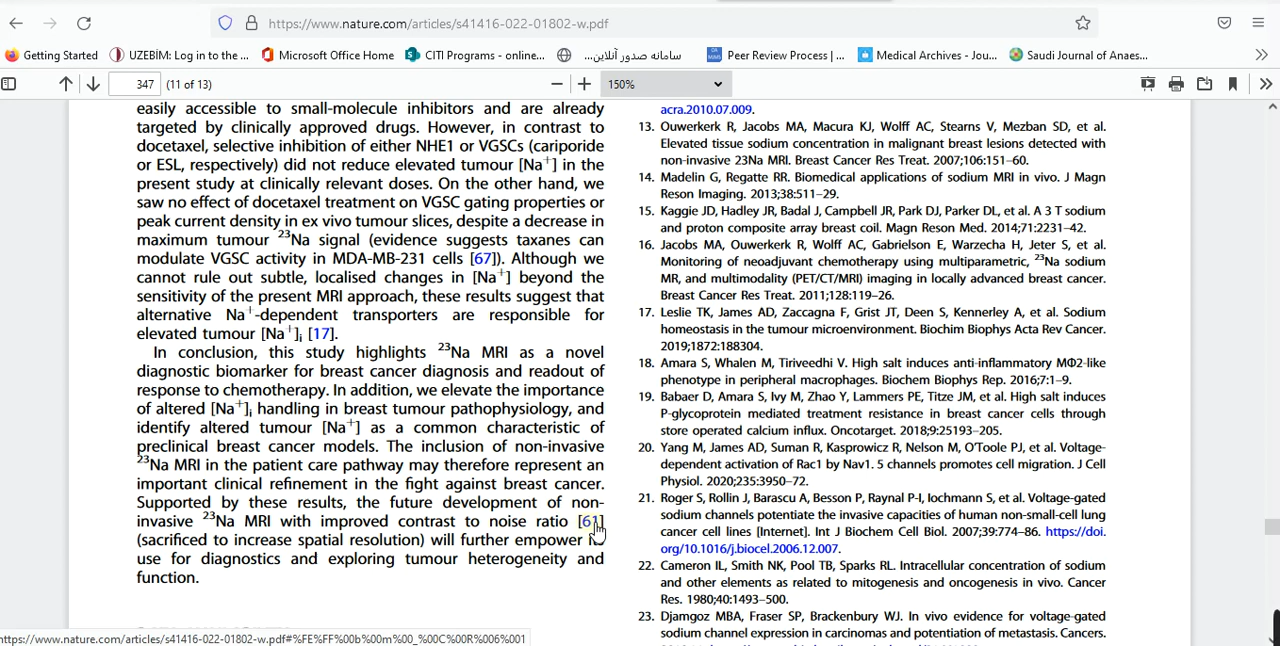 https://www.nature.com/articles/s41416-022-01802-w.pdf
Getting Started
UZEBİM: Log in to the ...
Microsoft Office Home
CITI Programs - online...
سامانه صدور آنلاین...
Peer Review Process | ...
Medical Archives - Jou...
Saudi Journal of Anaes...
347
(11 of 13)
150%
easily accessible to small-molecule inhibitors and are already
targeted by clinically approved drugs. However, in contrast to
docetaxel, selective inhibition of either NHE1 or VGSCs (cariporide
or ESL, respectively) did not reduce elevated tumour [Na⁺] in the
present study at clinically relevant doses. On the other hand, we
saw no effect of docetaxel treatment on VGSC gating properties or
peak current density in ex vivo tumour slices, despite a decrease in
maximum tumour ²³Na signal (evidence suggests taxanes can
modulate VGSC activity in MDA-MB-231 cells [67]). Although we
cannot rule out subtle, localised changes in [Na⁺] beyond the
sensitivity of the present MRI approach, these results suggest that
alternative Na⁺-dependent transporters are responsible for
elevated tumour [Na⁺]ᵢ [17].
In conclusion, this study highlights ²³Na MRI as a novel
diagnostic biomarker for breast cancer diagnosis and readout of
response to chemotherapy. In addition, we elevate the importance
of altered [Na⁺]ᵢ handling in breast tumour pathophysiology, and
identify altered tumour [Na⁺] as a common characteristic of
preclinical breast cancer models. The inclusion of non-invasive
²³Na MRI in the patient care pathway may therefore represent an
important clinical refinement in the fight against breast cancer.
Supported by these results, the future development of non-
invasive ²³Na MRI with improved contrast to noise ratio [61]
(sacrificed to increase spatial resolution) will further empower
use for diagnostics and exploring tumour heterogeneity and
function.
acra.2010.07.009.
13. Ouwerkerk R, Jacobs MA, Macura KJ, Wolff AC, Stearns V, Mezban SD, et al.
Elevated tissue sodium concentration in malignant breast lesions detected with
non-invasive 23Na MRI. Breast Cancer Res Treat. 2007;106:151–60.
14. Madelin G, Regatte RR. Biomedical applications of sodium MRI in vivo. J Magn
Reson Imaging. 2013;38:511–29.
15. Kaggie JD, Hadley JR, Badal J, Campbell JR, Park DJ, Parker DL, et al. A 3 T sodium
and proton composite array breast coil. Magn Reson Med. 2014;71:2231–42.
16. Jacobs MA, Ouwerkerk R, Wolff AC, Gabrielson E, Warzecha H, Jeter S, et al.
Monitoring of neoadjuvant chemotherapy using multiparametric, ²³Na sodium
MR, and multimodality (PET/CT/MRI) imaging in locally advanced breast cancer.
Breast Cancer Res Treat. 2011;128:119–26.
17. Leslie TK, James AD, Zaccagna F, Grist JT, Deen S, Kennerley A, et al. Sodium
homeostasis in the tumour microenvironment. Biochim Biophys Acta Rev Cancer.
2019;1872:188304.
18. Amara S, Whalen M, Tiriveedhi V. High salt induces anti-inflammatory MΦ2-like
phenotype in peripheral macrophages. Biochem Biophys Rep. 2016;7:1–9.
19. Babaer D, Amara S, Ivy M, Zhao Y, Lammers PE, Titze JM, et al. High salt induces
P-glycoprotein mediated treatment resistance in breast cancer cells through
store operated calcium influx. Oncotarget. 2018;9:25193–205.
20. Yang M, James AD, Suman R, Kasprowicz R, Nelson M, O'Toole PJ, et al. Voltage-
dependent activation of Rac1 by Nav1. 5 channels promotes cell migration. J Cell
Physiol. 2020;235:3950–72.
21. Roger S, Rollin J, Barascu A, Besson P, Raynal P-I, Iochmann S, et al. Voltage-gated
sodium channels potentiate the invasive capacities of human non-small-cell lung
cancer cell lines [Internet]. Int J Biochem Cell Biol. 2007;39:774–86. https://doi.
org/10.1016/j.biocel.2006.12.007.
22. Cameron IL, Smith NK, Pool TB, Sparks RL. Intracellular concentration of sodium
and other elements as related to mitogenesis and oncogenesis in vivo. Cancer
Res. 1980;40:1493–500.
23. Djamgoz MBA, Fraser SP, Brackenbury WJ. In vivo evidence for voltage-gated
sodium channel expression in carcinomas and potentiation of metastasis. Cancers.
https://www.nature.com/articles/s41416-022-01802-w.pdf#%FE%FF%00b%00m%00_%00C%00R%006%001